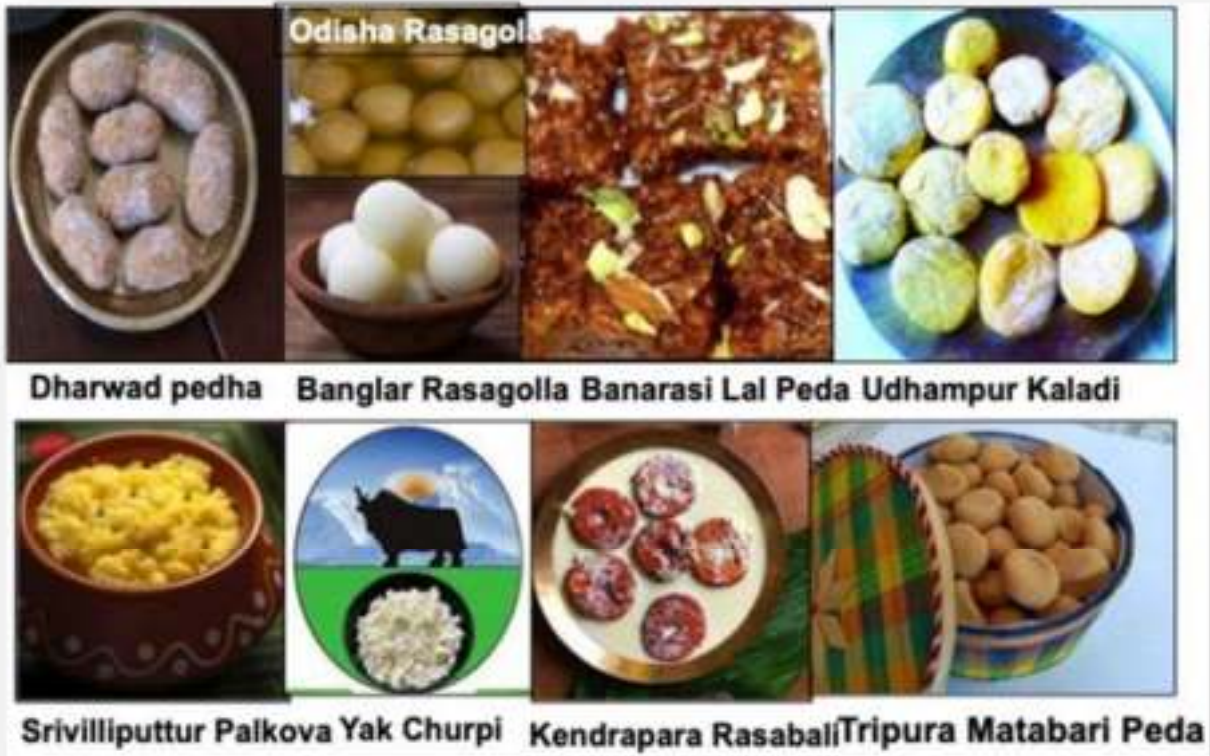 Odisha Rasagola
Dharwad pedha Banglar Rasagolla Banarasi Lal Peda Udhampur Kaladi
Srivilliputtur Palkova Yak Churpi Kendrapara Rasabali Tripura Matabari Peda